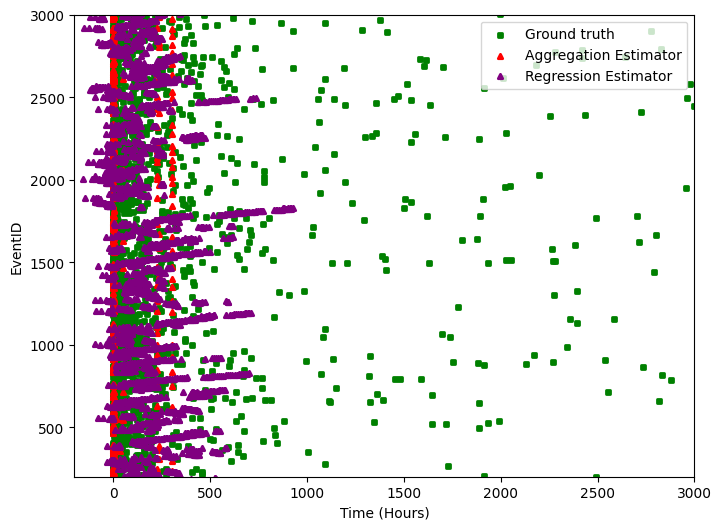 3000
2500
2000
1500
1000
500
EventID
0
500
1000
1500
2000
2500
3000
Time (Hours)
Ground truth
Aggregation Estimator
Regression Estimator